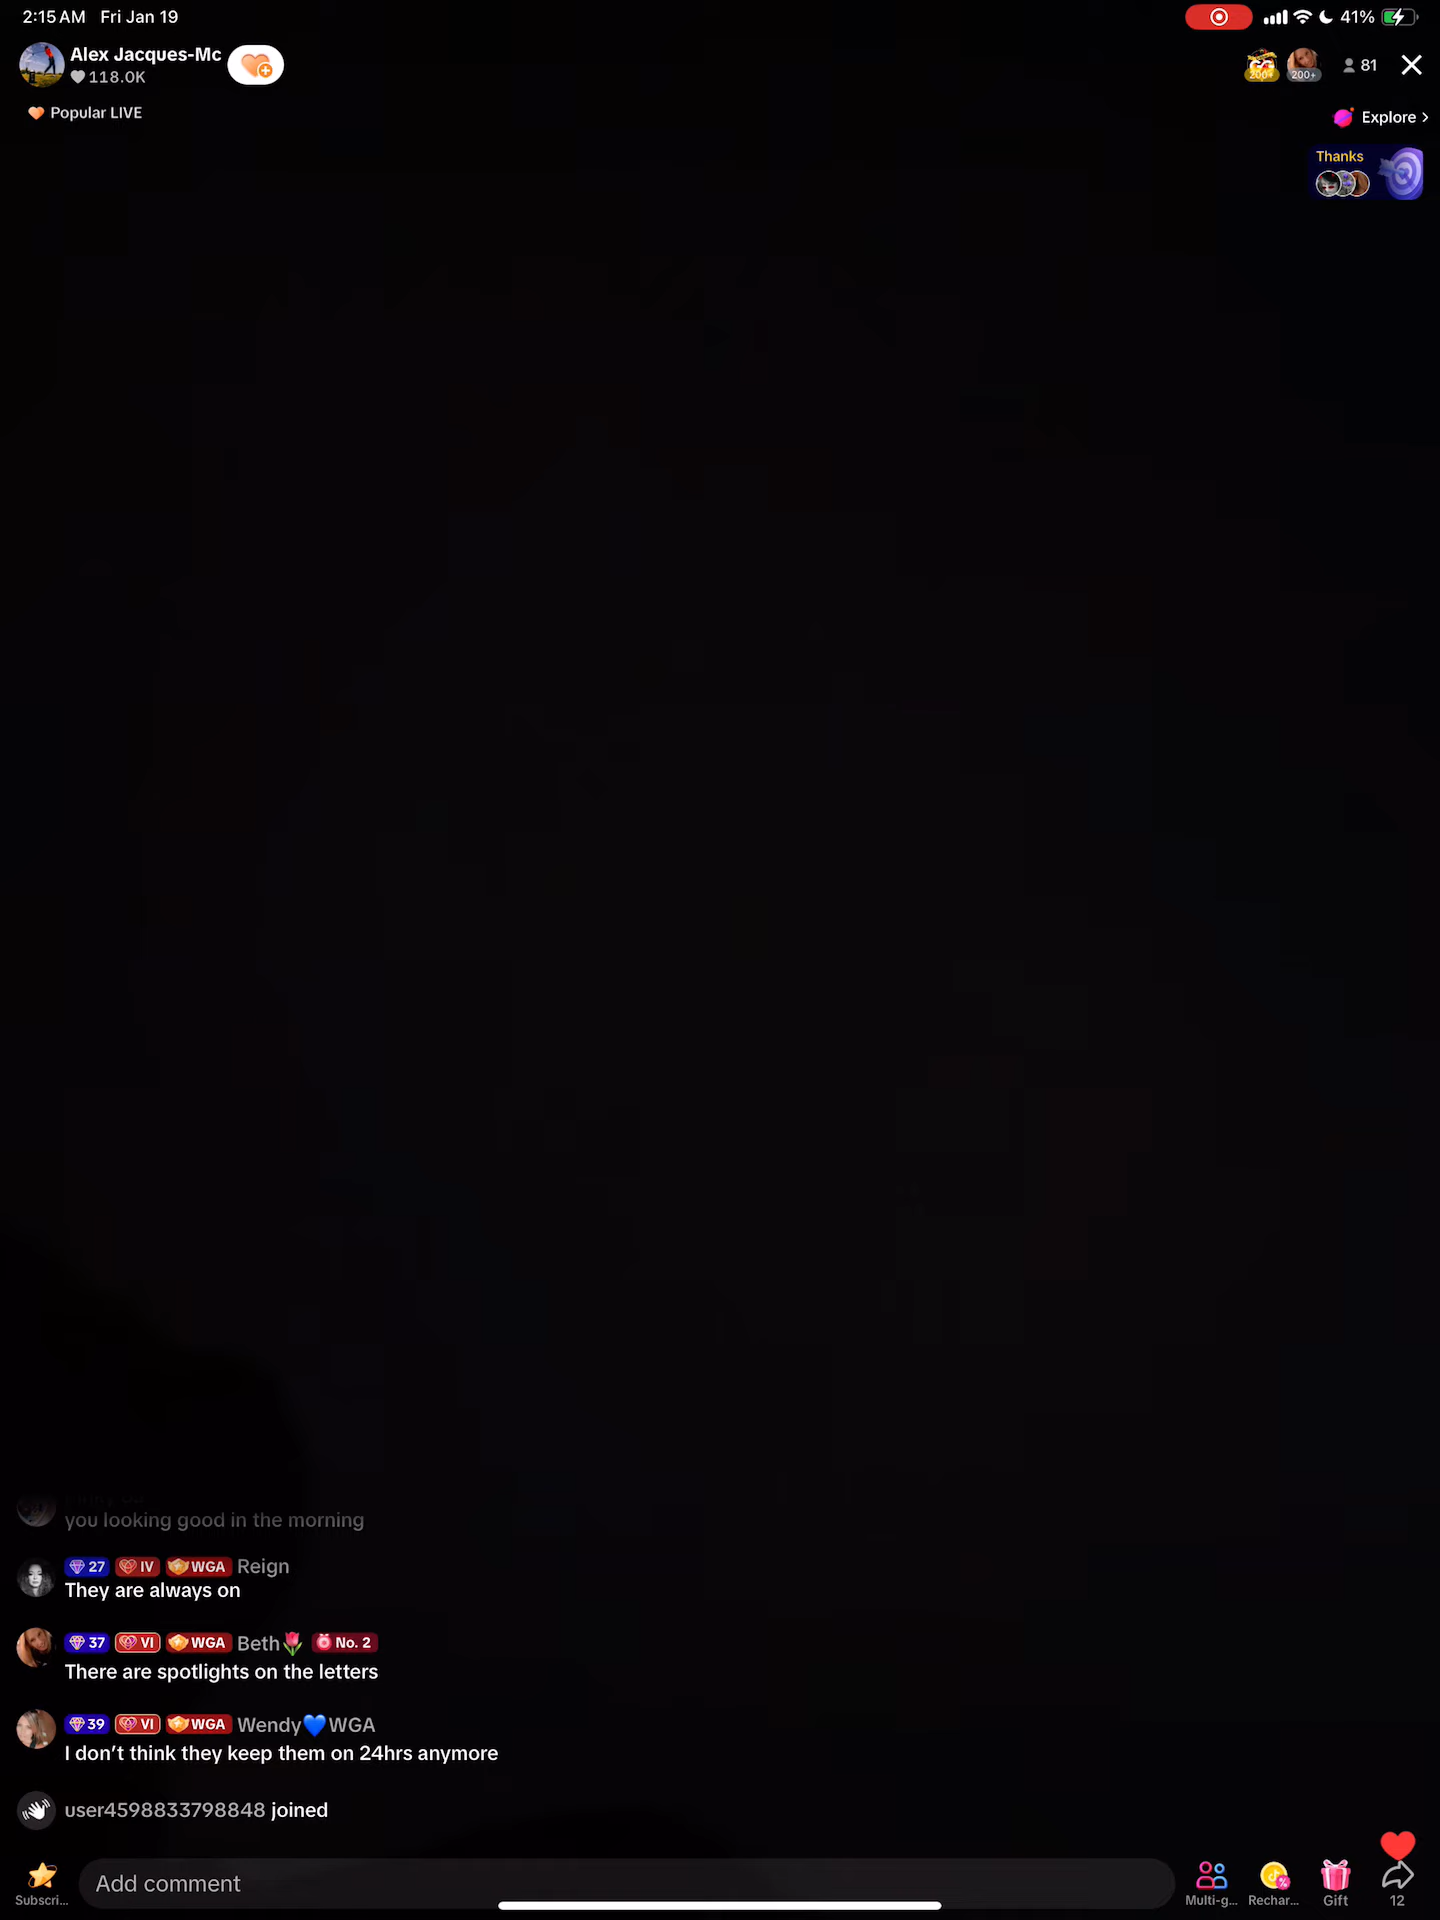 2:15 AM Fri Jan 19
41%
Alex Jacques-Mc
118.0K
200+
200+
81
Popular LIVE
Explore
Thanks
you looking good in the morning
27 IV WGA Reign
They are always on
37 VI WGA Beth🌷 No. 2
There are spotlights on the letters
39 VI WGA Wendy💙WGA
I don't think they keep them on 24hrs anymore
user4598833798848 joined
Add comment
Subscri...
Multi-g...
Rechar...
Gift
12